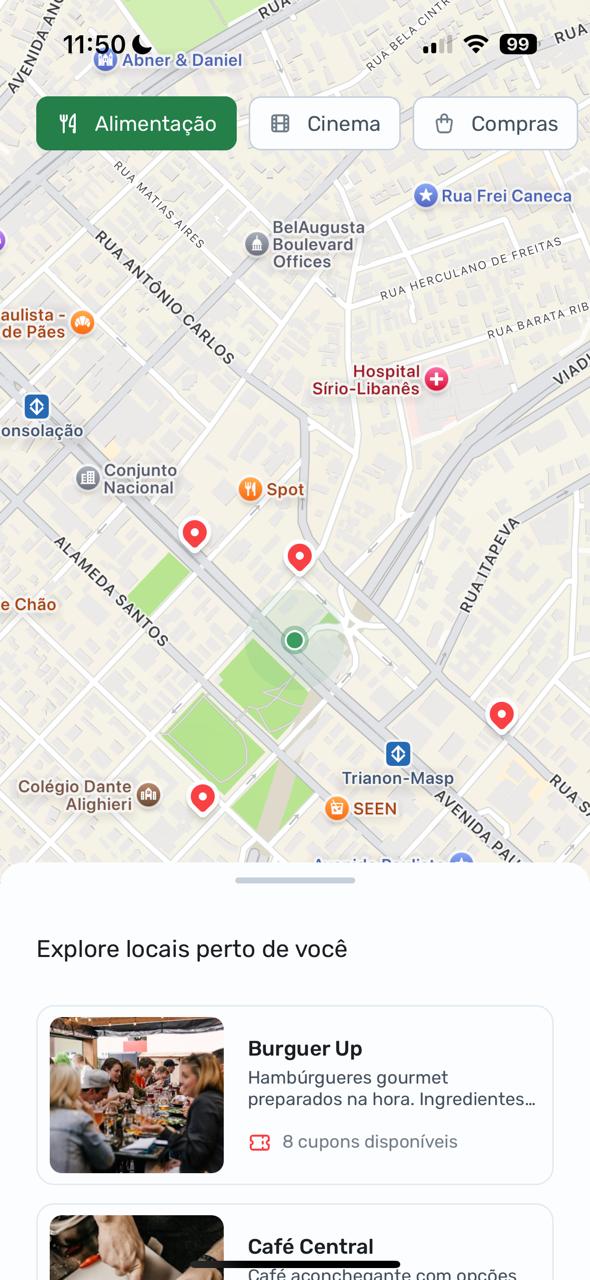 RUA
RUA BELA CINTR
AVENIDA ANG
11:50
99
RUA
Abner & Daniel
Alimentação
Cinema
Compras
RUA MATIAS AIRES
Rua Frei Caneca
BelAugusta
Boulevard
Offices
RUA ANTÔNIO CARLOS
RUA HERCULANO DE FREITAS
aulista -
de Pães
RUA BARATA RIB
Hospital
Sírio-Libanês
VIADU
onsolação
Conjunto
Nacional
Spot
ALAMEDA SANTOS
RUA ITAPEVA
e Chão
Trianon-Masp
Colégio Dante
Alighieri
SEEN
AVENIDA PAU
RUA S
Avenida Paulista
Explore locais perto de você
Burguer Up
Hambúrgueres gourmet
preparados na hora. Ingredientes…
8 cupons disponíveis
Café Central
Café aconchegante com opções